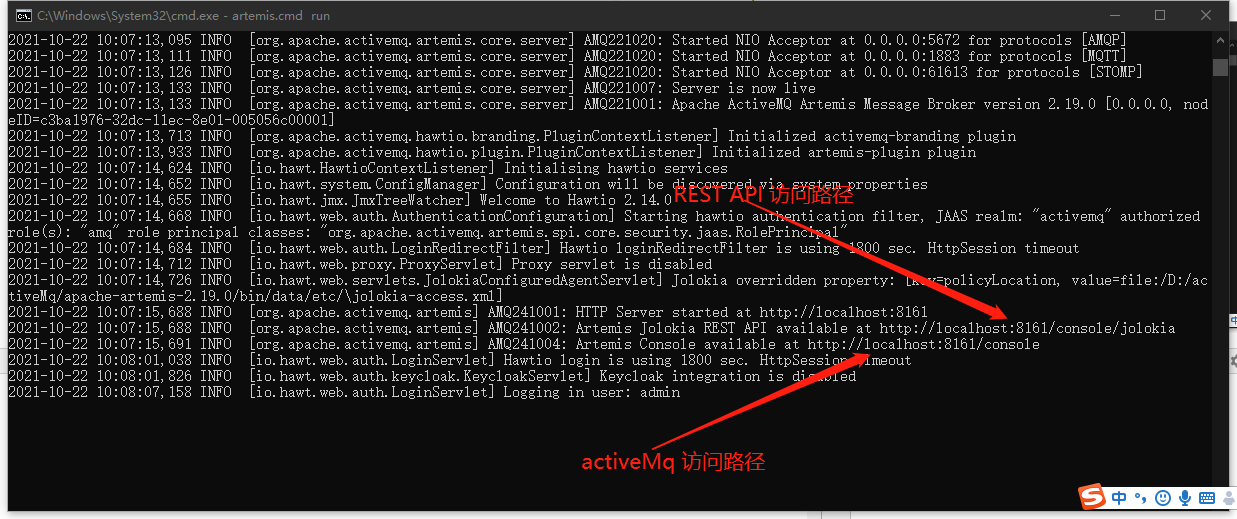 C:\Windows\System32\cmd.exe - artemis.cmd  run
2021-10-22 10:07:13,095 INFO  [org.apache.activemq.artemis.core.server] AMQ221020: Started NIO Acceptor at 0.0.0.0:5672 for protocols [AMQP]
2021-10-22 10:07:13,111 INFO  [org.apache.activemq.artemis.core.server] AMQ221020: Started NIO Acceptor at 0.0.0.0:1883 for protocols [MQTT]
2021-10-22 10:07:13,126 INFO  [org.apache.activemq.artemis.core.server] AMQ221020: Started NIO Acceptor at 0.0.0.0:61613 for protocols [STOMP]
2021-10-22 10:07:13,133 INFO  [org.apache.activemq.artemis.core.server] AMQ221007: Server is now live
2021-10-22 10:07:13,133 INFO  [org.apache.activemq.artemis.core.server] AMQ221001: Apache ActiveMQ Artemis Message Broker version 2.19.0 [0.0.0.0, nod
eID=c3ba1976-32dc-11ec-8e01-005056c00001]
2021-10-22 10:07:13,713 INFO  [org.apache.activemq.hawtio.branding.PluginContextListener] Initialized activemq-branding plugin
2021-10-22 10:07:13,933 INFO  [org.apache.activemq.hawtio.plugin.PluginContextListener] Initialized artemis-plugin plugin
2021-10-22 10:07:14,624 INFO  [io.hawt.HawtioContextListener] Initialising hawtio services
2021-10-22 10:07:14,652 INFO  [io.hawt.system.ConfigManager] Configuration will be discovered via system properties
2021-10-22 10:07:14,655 INFO  [io.hawt.jmx.JmxTreeWatcher] Welcome to Hawtio 2.14.0
REST API 访问路径
2021-10-22 10:07:14,668 INFO  [io.hawt.web.auth.AuthenticationConfiguration] Starting hawtio authentication filter, JAAS realm: "activemq" authorized
role(s): "amq" role principal classes: "org.apache.activemq.artemis.spi.core.security.jaas.RolePrincipal"
2021-10-22 10:07:14,684 INFO  [io.hawt.web.auth.LoginRedirectFilter] Hawtio loginRedirectFilter is using 1800 sec. HttpSession timeout
2021-10-22 10:07:14,712 INFO  [io.hawt.web.proxy.ProxyServlet] Proxy servlet is disabled
2021-10-22 10:07:14,726 INFO  [io.hawt.web.servlets.JolokiaConfiguredAgentServlet] Jolokia overridden property: [key=policyLocation, value=file:/D:/ac
tiveMq/apache-artemis-2.19.0/bin/data/etc/\jolokia-access.xml]
2021-10-22 10:07:15,688 INFO  [org.apache.activemq.artemis] AMQ241001: HTTP Server started at http://localhost:8161
2021-10-22 10:07:15,688 INFO  [org.apache.activemq.artemis] AMQ241002: Artemis Jolokia REST API available at http://localhost:8161/console/jolokia
2021-10-22 10:07:15,691 INFO  [org.apache.activemq.artemis] AMQ241004: Artemis Console available at http://localhost:8161/console
2021-10-22 10:08:01,038 INFO  [io.hawt.web.auth.LoginServlet] Hawtio login is using 1800 sec. HttpSession timeout
2021-10-22 10:08:01,826 INFO  [io.hawt.web.auth.keycloak.KeycloakServlet] Keycloak integration is disabled
2021-10-22 10:08:07,158 INFO  [io.hawt.web.auth.LoginServlet] Logging in user: admin
activeMq 访问路径
中